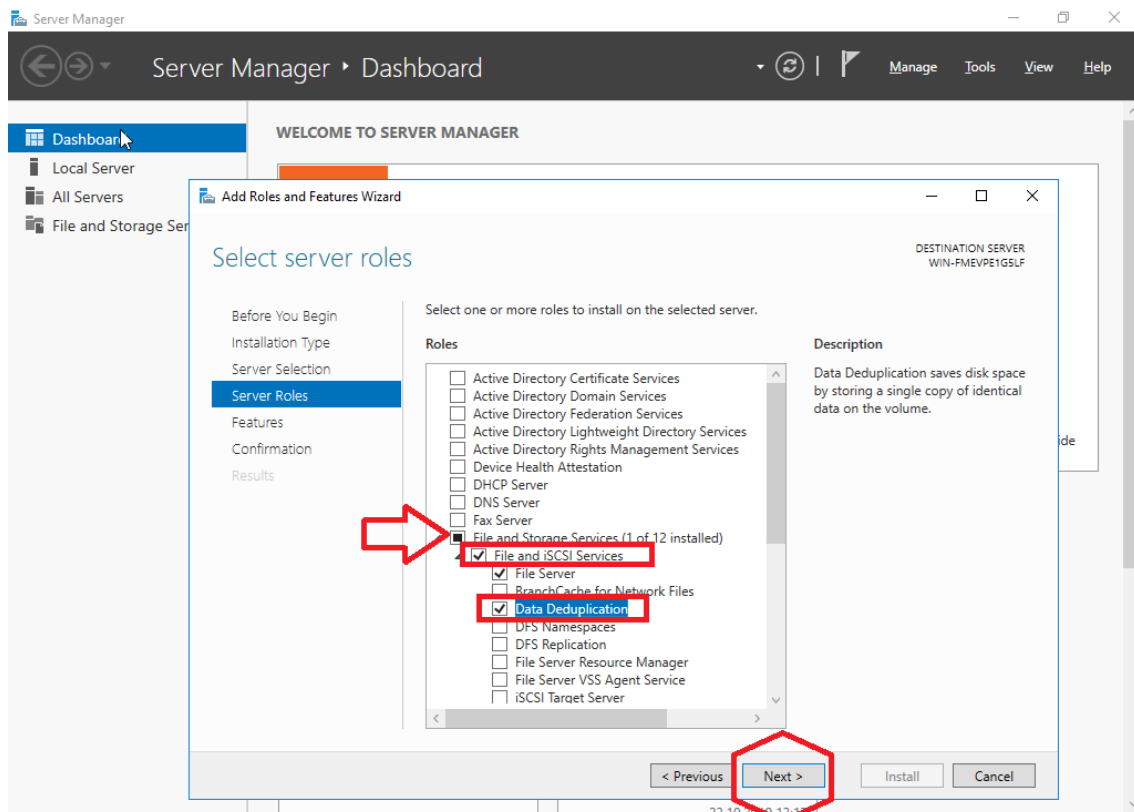 Server Manager
Server Manager • Dashboard
Manage Tools View Help
Dashboard
Local Server
All Servers
File and Storage Ser
WELCOME TO SERVER MANAGER
Add Roles and Features Wizard
Select server roles
DESTINATION SERVER
WIN-FMEVPE1G5LF
Before You Begin
Installation Type
Server Selection
Server Roles
Features
Confirmation
Results
Select one or more roles to install on the selected server.
Roles
Active Directory Certificate Services
Active Directory Domain Services
Active Directory Federation Services
Active Directory Lightweight Directory Services
Active Directory Rights Management Services
Device Health Attestation
DHCP Server
DNS Server
Fax Server
File and Storage Services (1 of 12 installed)
File and iSCSI Services
File Server
BranchCache for Network Files
Data Deduplication
DFS Namespaces
DFS Replication
File Server Resource Manager
File Server VSS Agent Service
iSCSI Target Server
Description
Data Deduplication saves disk space
by storing a single copy of identical
data on the volume.
ide
< Previous Next > Install Cancel